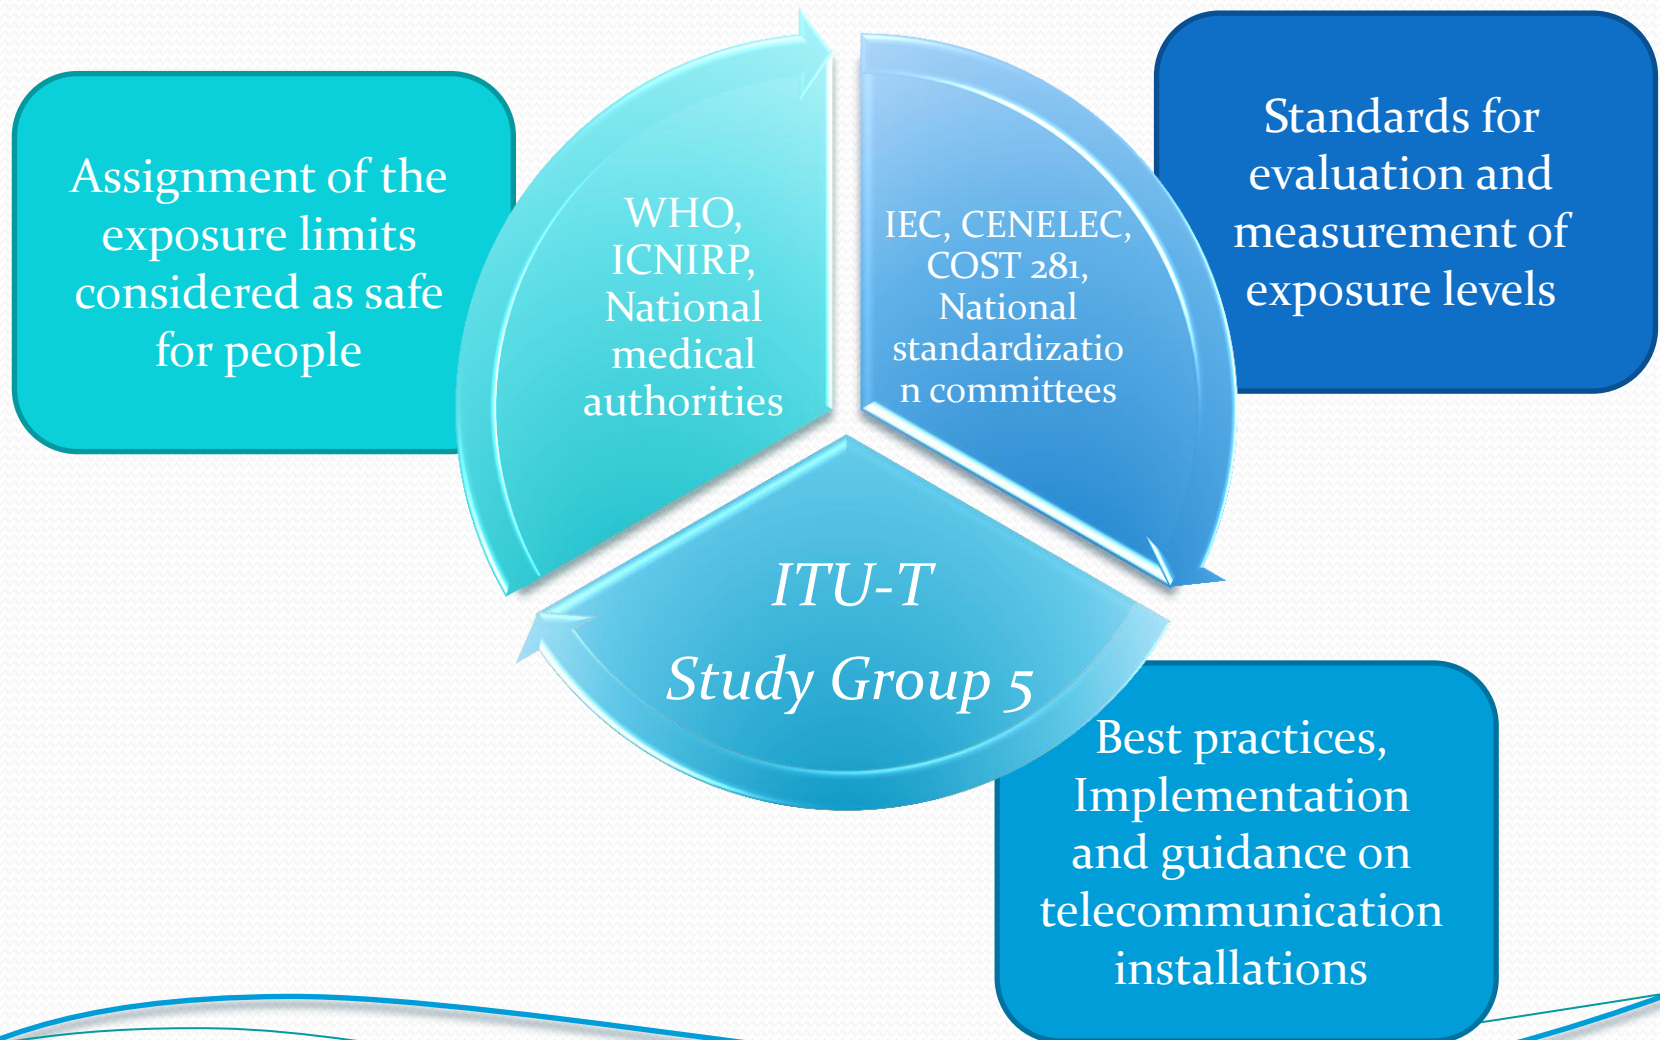 Assignment of the
exposure limits
considered as safe
for people
WHO,
ICNIRP,
National
medical
authorities
IEC, CENELEC,
COST 281,
National
standardizatio
n committees
Standards for
evaluation and
measurement of
exposure levels
ITU-T
Study Group 5
Best practices,
Implementation
and guidance on
telecommunication
installations